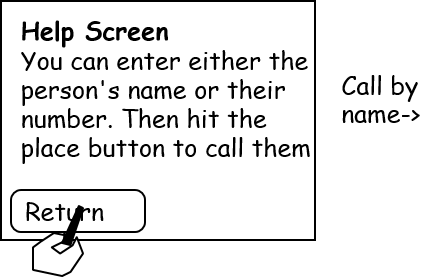 Help Screen
You can enter either the
person's name or their
number. Then hit the
place button to call them
Return
Call by
name->